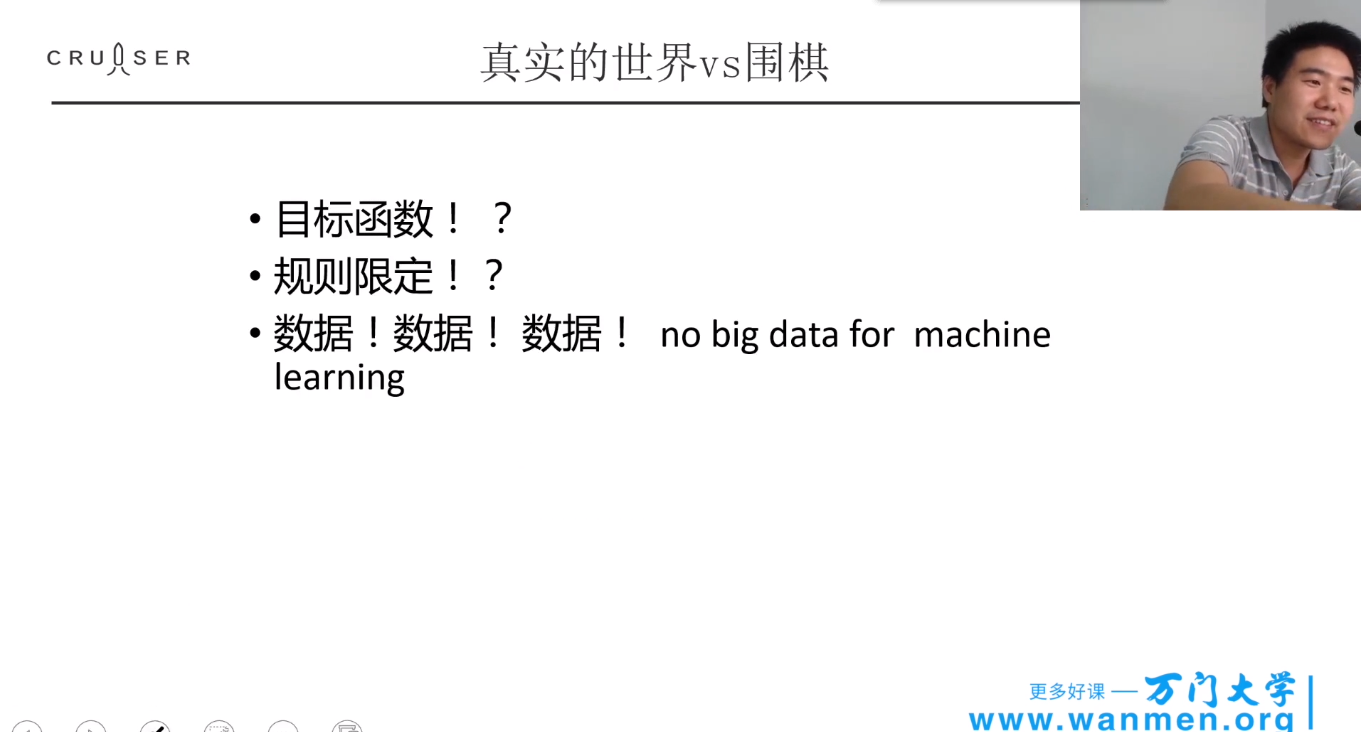 CRUISER
真实的世界vs围棋
• 目标函数！ ？
• 规则限定！？
• 数据！数据！ 数据！ no big data for machine
learning
更多好课 — 万门大学
www.wanmen.org